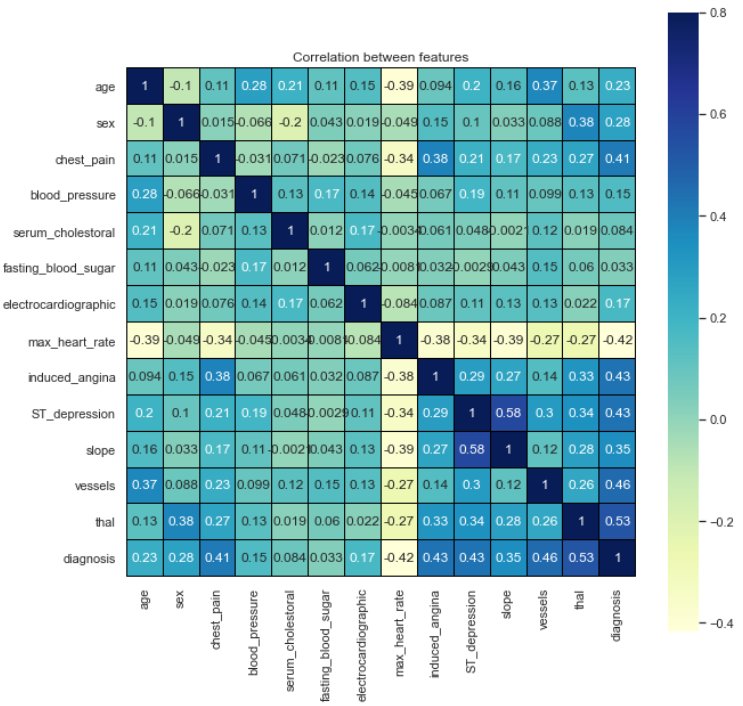 Correlation between features
age 1 -0.1 0.11 0.28 0.21 0.11 0.15 -0.39 0.094 0.2 0.16 0.37 0.13 0.23
sex -0.1 1 0.015 -0.066 -0.2 0.043 0.019 -0.049 0.15 0.1 0.033 0.088 0.38 0.28
chest_pain 0.11 0.015 1 -0.031 0.071 -0.023 0.076 -0.34 0.38 0.21 0.17 0.23 0.27 0.41
blood_pressure 0.28 -0.066 -0.031 1 0.13 0.17 0.14 -0.045 0.067 0.19 0.11 0.099 0.13 0.15
serum_cholestoral 0.21 -0.2 0.071 0.13 1 0.012 0.17 -0.0034 0.061 0.048 -0.0021 0.12 0.019 0.084
fasting_blood_sugar 0.11 0.043 -0.023 0.17 0.012 1 0.062 -0.0081 0.032 -0.0029 0.043 0.15 0.06 0.033
electrocardiographic 0.15 0.019 0.076 0.14 0.17 0.062 1 -0.084 0.087 0.11 0.13 0.13 0.022 0.17
max_heart_rate -0.39 -0.049 -0.34 -0.045 -0.0034 -0.0081 -0.084 1 -0.38 -0.34 -0.39 -0.27 -0.27 -0.42
induced_angina 0.094 0.15 0.38 0.067 0.061 0.032 0.087 -0.38 1 0.29 0.27 0.14 0.33 0.43
ST_depression 0.2 0.1 0.21 0.19 0.048 -0.0029 0.11 -0.34 0.29 1 0.58 0.3 0.34 0.43
slope 0.16 0.033 0.17 0.11 -0.0021 0.043 0.13 -0.39 0.27 0.58 1 0.12 0.28 0.35
vessels 0.37 0.088 0.23 0.099 0.12 0.15 0.13 -0.27 0.14 0.3 0.12 1 0.26 0.46
thal 0.13 0.38 0.27 0.13 0.019 0.06 0.022 -0.27 0.33 0.34 0.28 0.26 1 0.53
diagnosis 0.23 0.28 0.41 0.15 0.084 0.033 0.17 -0.42 0.43 0.43 0.35 0.46 0.53 1
age
sex
chest_pain
blood_pressure
serum_cholestoral
fasting_blood_sugar
electrocardiographic
max_heart_rate
induced_angina
ST_depression
slope
vessels
thal
diagnosis
0.8
0.6
0.4
0.2
0.0
−0.2
−0.4